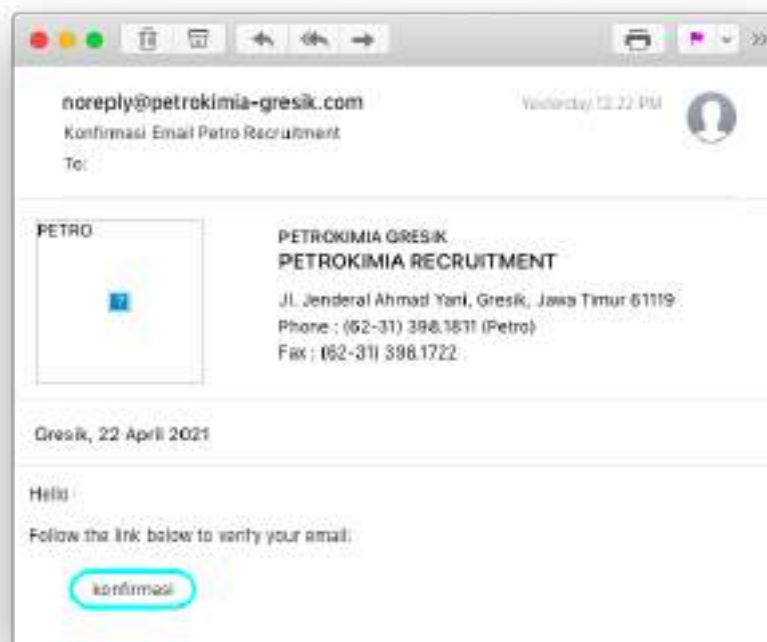 noreply@petrokimia-gresik.com
Yesterday, 12.22 PM
Konfirmasi Email Petro Recruitment
To:
PETRO
PETROKIMIA GRESIK
PETROKIMIA RECRUITMENT
Jl. Jenderal Ahmad Yani, Gresik, Jawa Timur 61119
Phone : (62-31) 398.1811 (Petro)
Fax : (62-31) 398.1722
Gresik, 22 April 2021
Hello
Follow the link below to verify your email:
konfirmasi